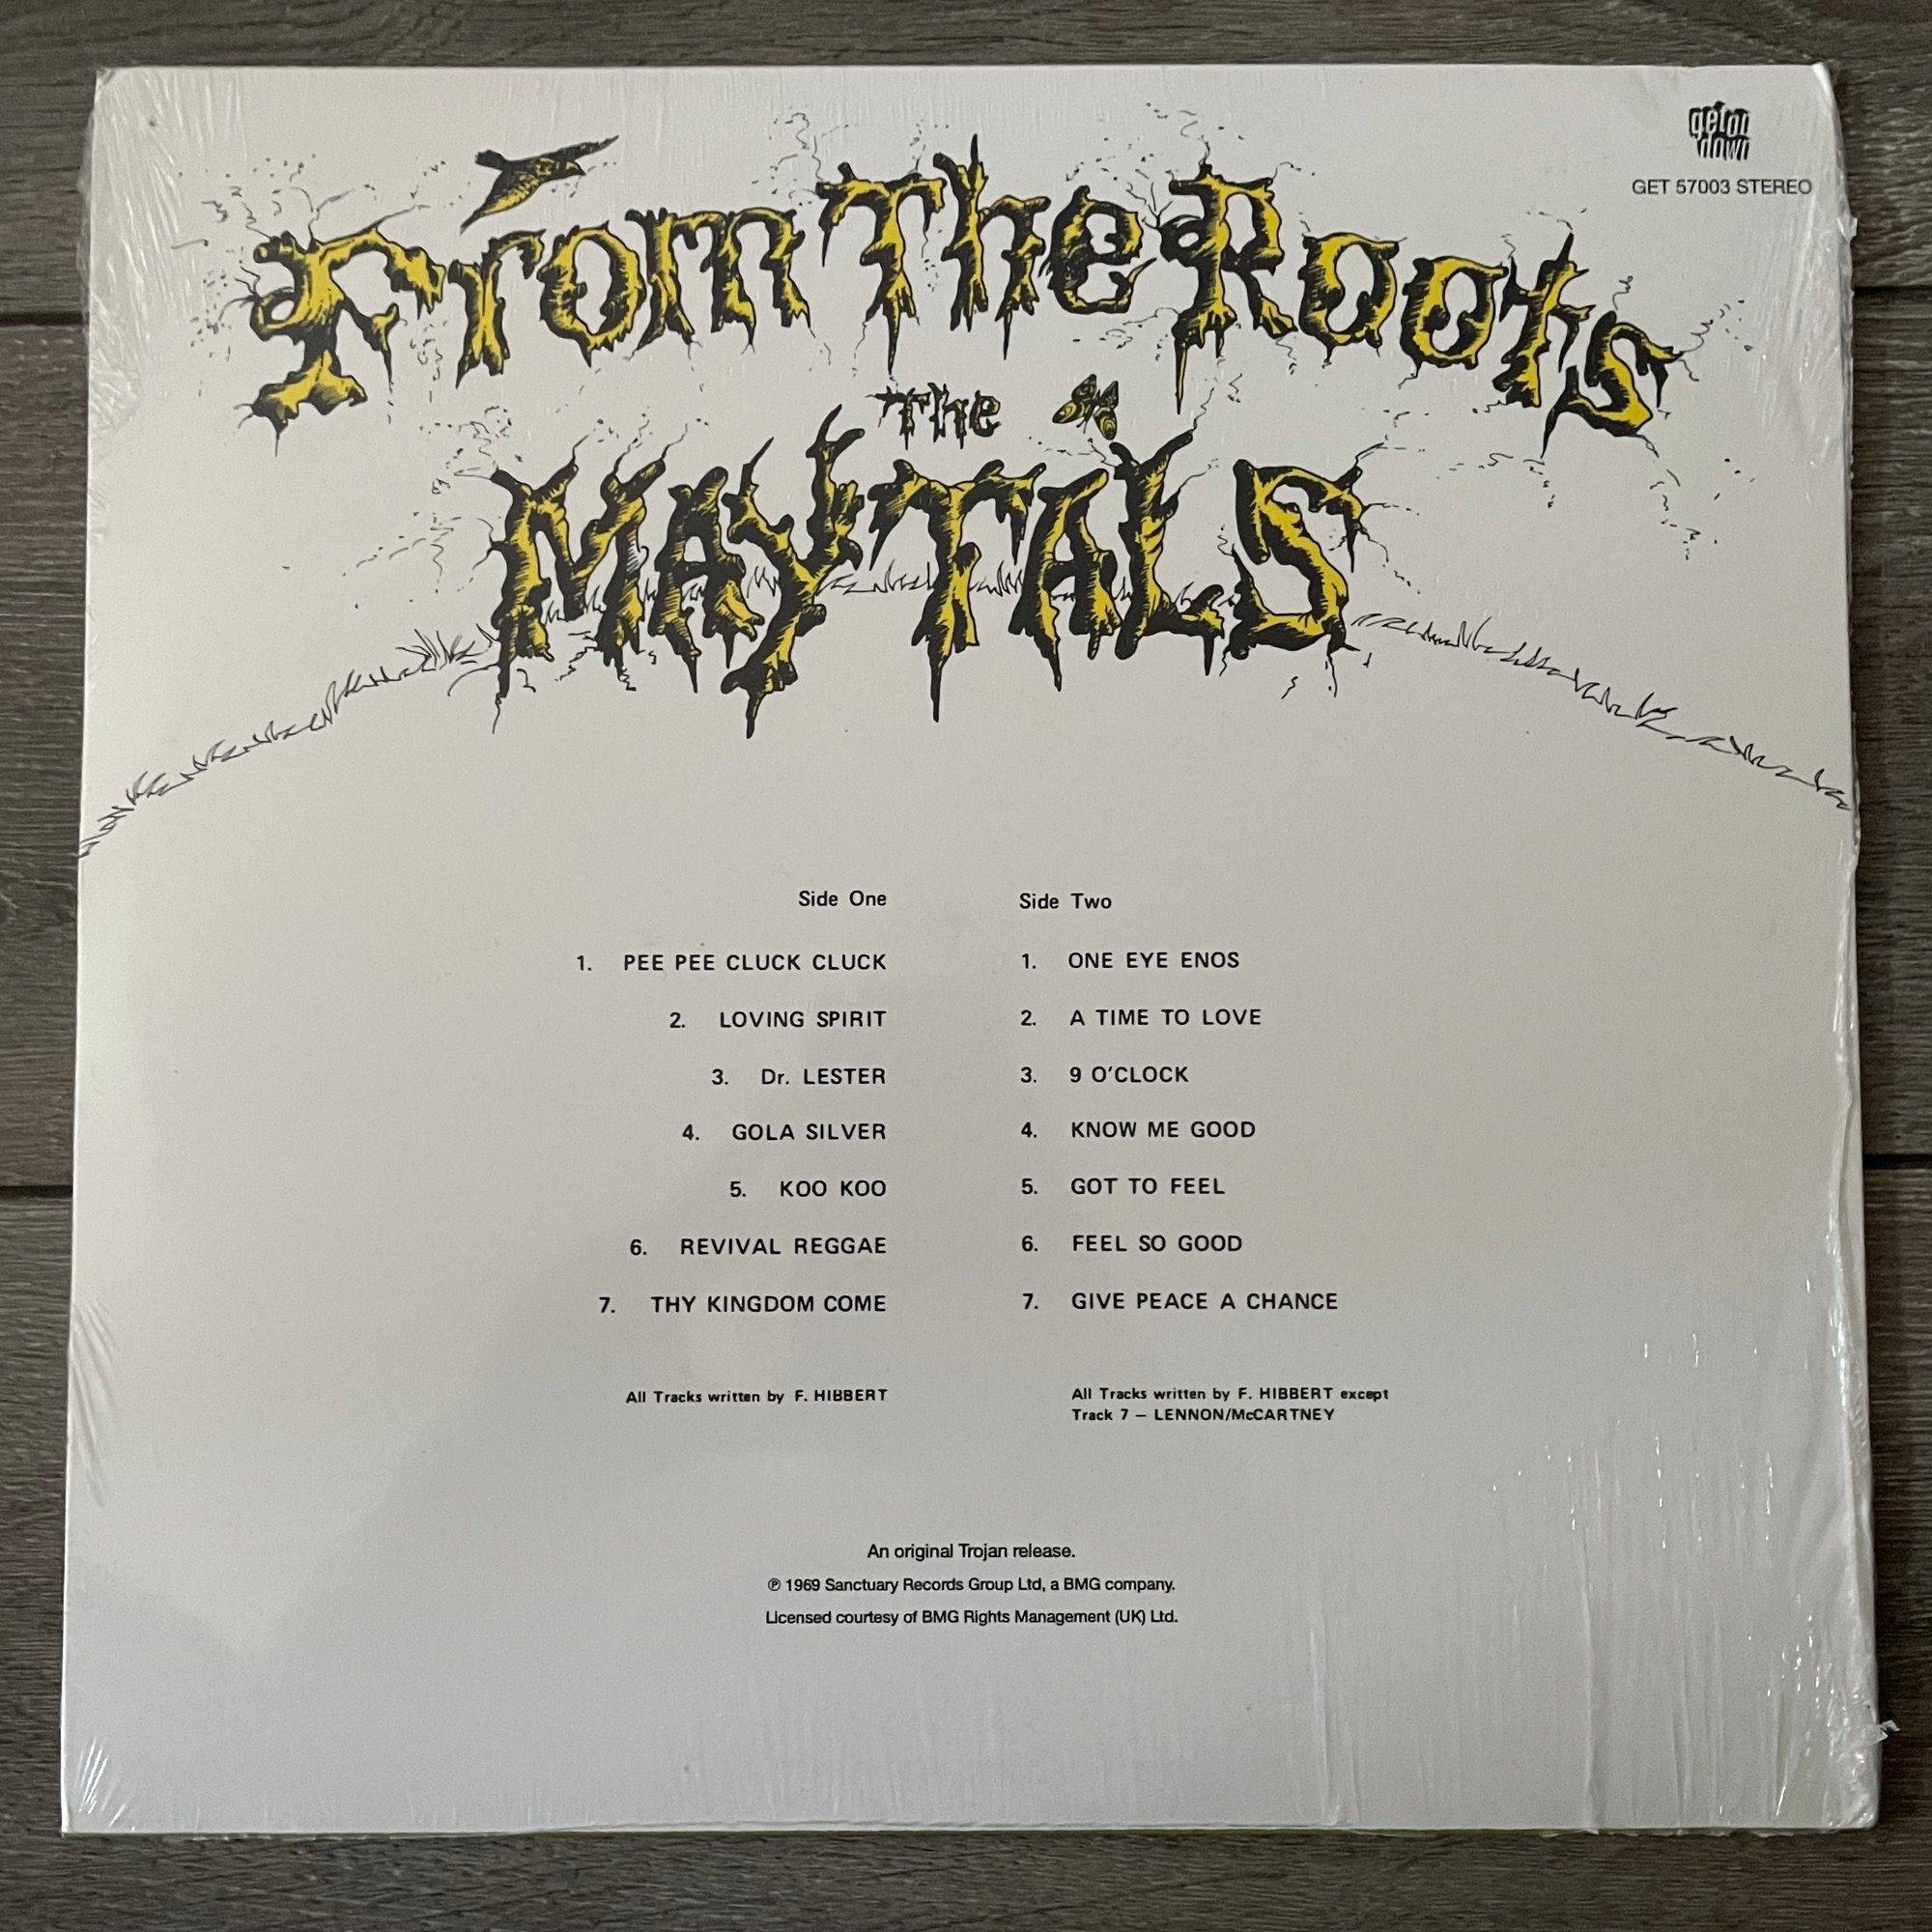 get on
down
GET 57003 STEREO
From The Roots
The
MAYTALS
Side One
1. PEE PEE CLUCK CLUCK
2. LOVING SPIRIT
3. Dr. LESTER
4. GOLA SILVER
5. KOO KOO
6. REVIVAL REGGAE
7. THY KINGDOM COME
All Tracks written by F. HIBBERT
Side Two
1. ONE EYE ENOS
2. A TIME TO LOVE
3. 9 O'CLOCK
4. KNOW ME GOOD
5. GOT TO FEEL
6. FEEL SO GOOD
7. GIVE PEACE A CHANCE
All Tracks written by F. HIBBERT except
Track 7 – LENNON/McCARTNEY
An original Trojan release.
℗ 1969 Sanctuary Records Group Ltd, a BMG company.
Licensed courtesy of BMG Rights Management (UK) Ltd.